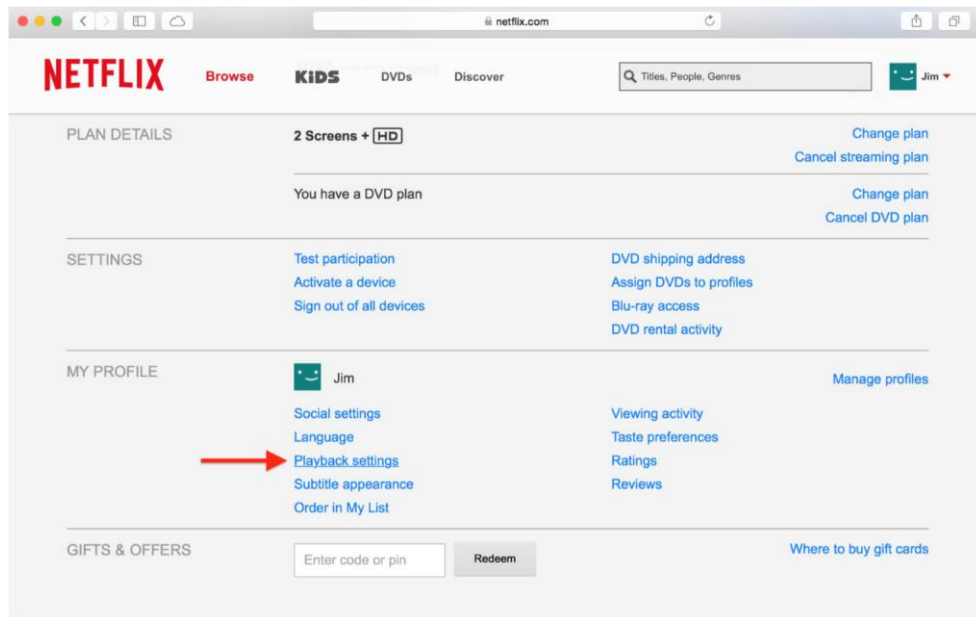 netflix.com
NETFLIX Browse KiDS DVDs Discover Titles, People, Genres Jim
PLAN DETAILS 2 Screens + HD Change plan
Cancel streaming plan
You have a DVD plan Change plan
Cancel DVD plan
SETTINGS Test participation DVD shipping address
Activate a device Assign DVDs to profiles
Sign out of all devices Blu-ray access
DVD rental activity
MY PROFILE Jim Manage profiles
Social settings Viewing activity
Language Taste preferences
Playback settings Ratings
Subtitle appearance Reviews
Order in My List
GIFTS & OFFERS Enter code or pin Redeem Where to buy gift cards